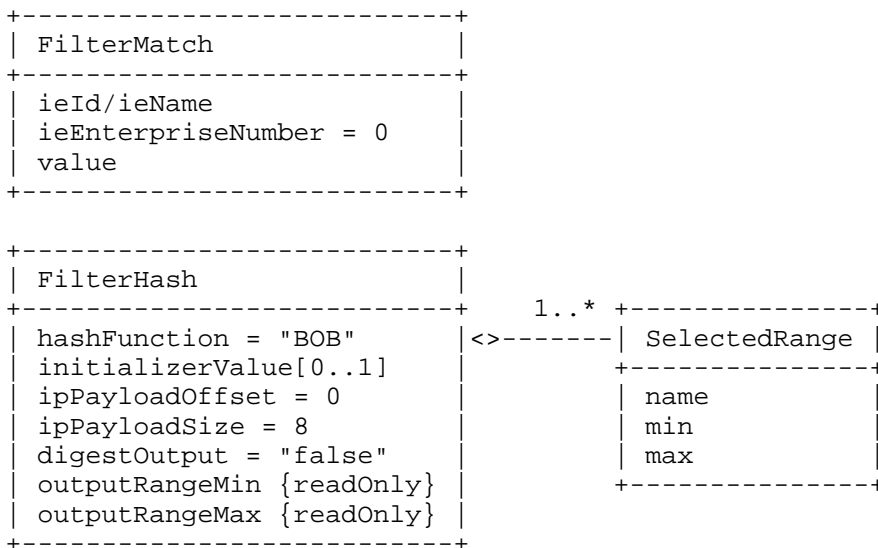 FilterMatch
ieId/ieName
ieEnterpriseNumber = 0
value
FilterHash
1..*
hashFunction = "BOB"
<>
SelectedRange
initializerValue[0..1]
ipPayloadOffset = 0
name
ipPayloadSize = 8
min
digestOutput = "false"
max
outputRangeMin {readOnly}
outputRangeMax {readOnly}